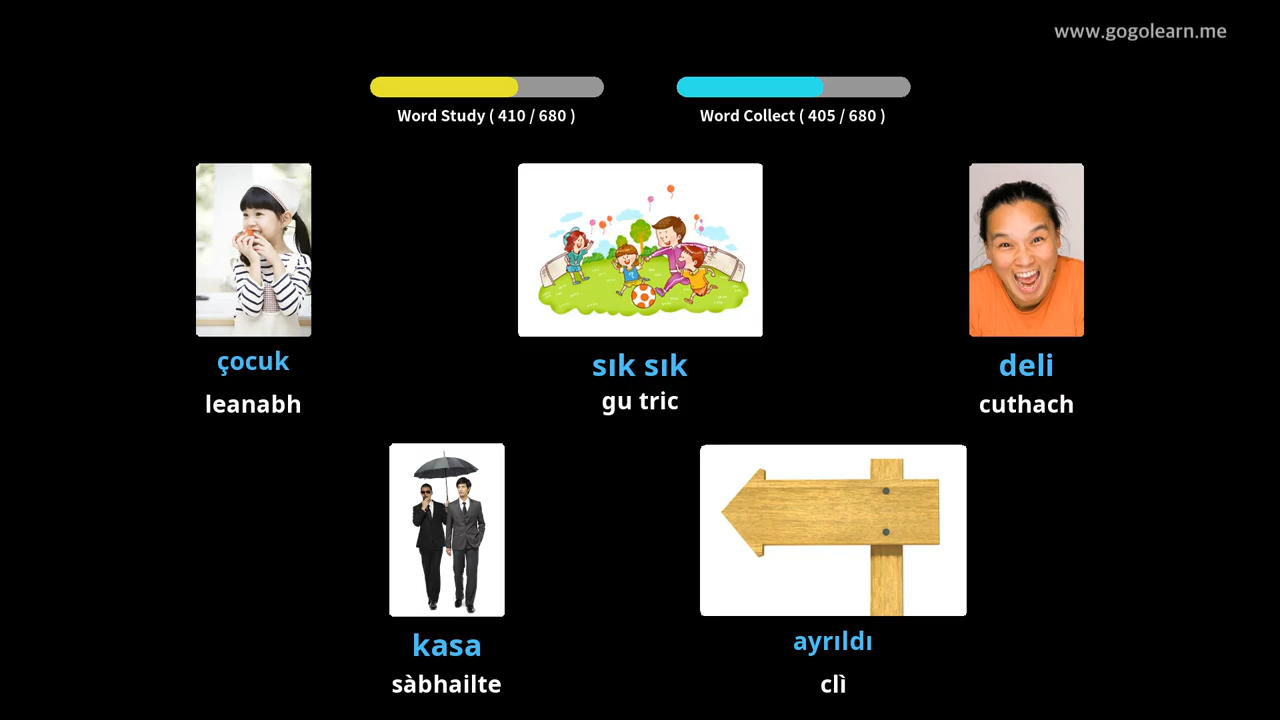 www.gogolearn.me
Word Study ( 410 / 680 )
Word Collect ( 405 / 680 )
çocuk
leanabh
sık sık
gu tric
deli
cuthach
kasa
sàbhailte
ayrıldı
clì